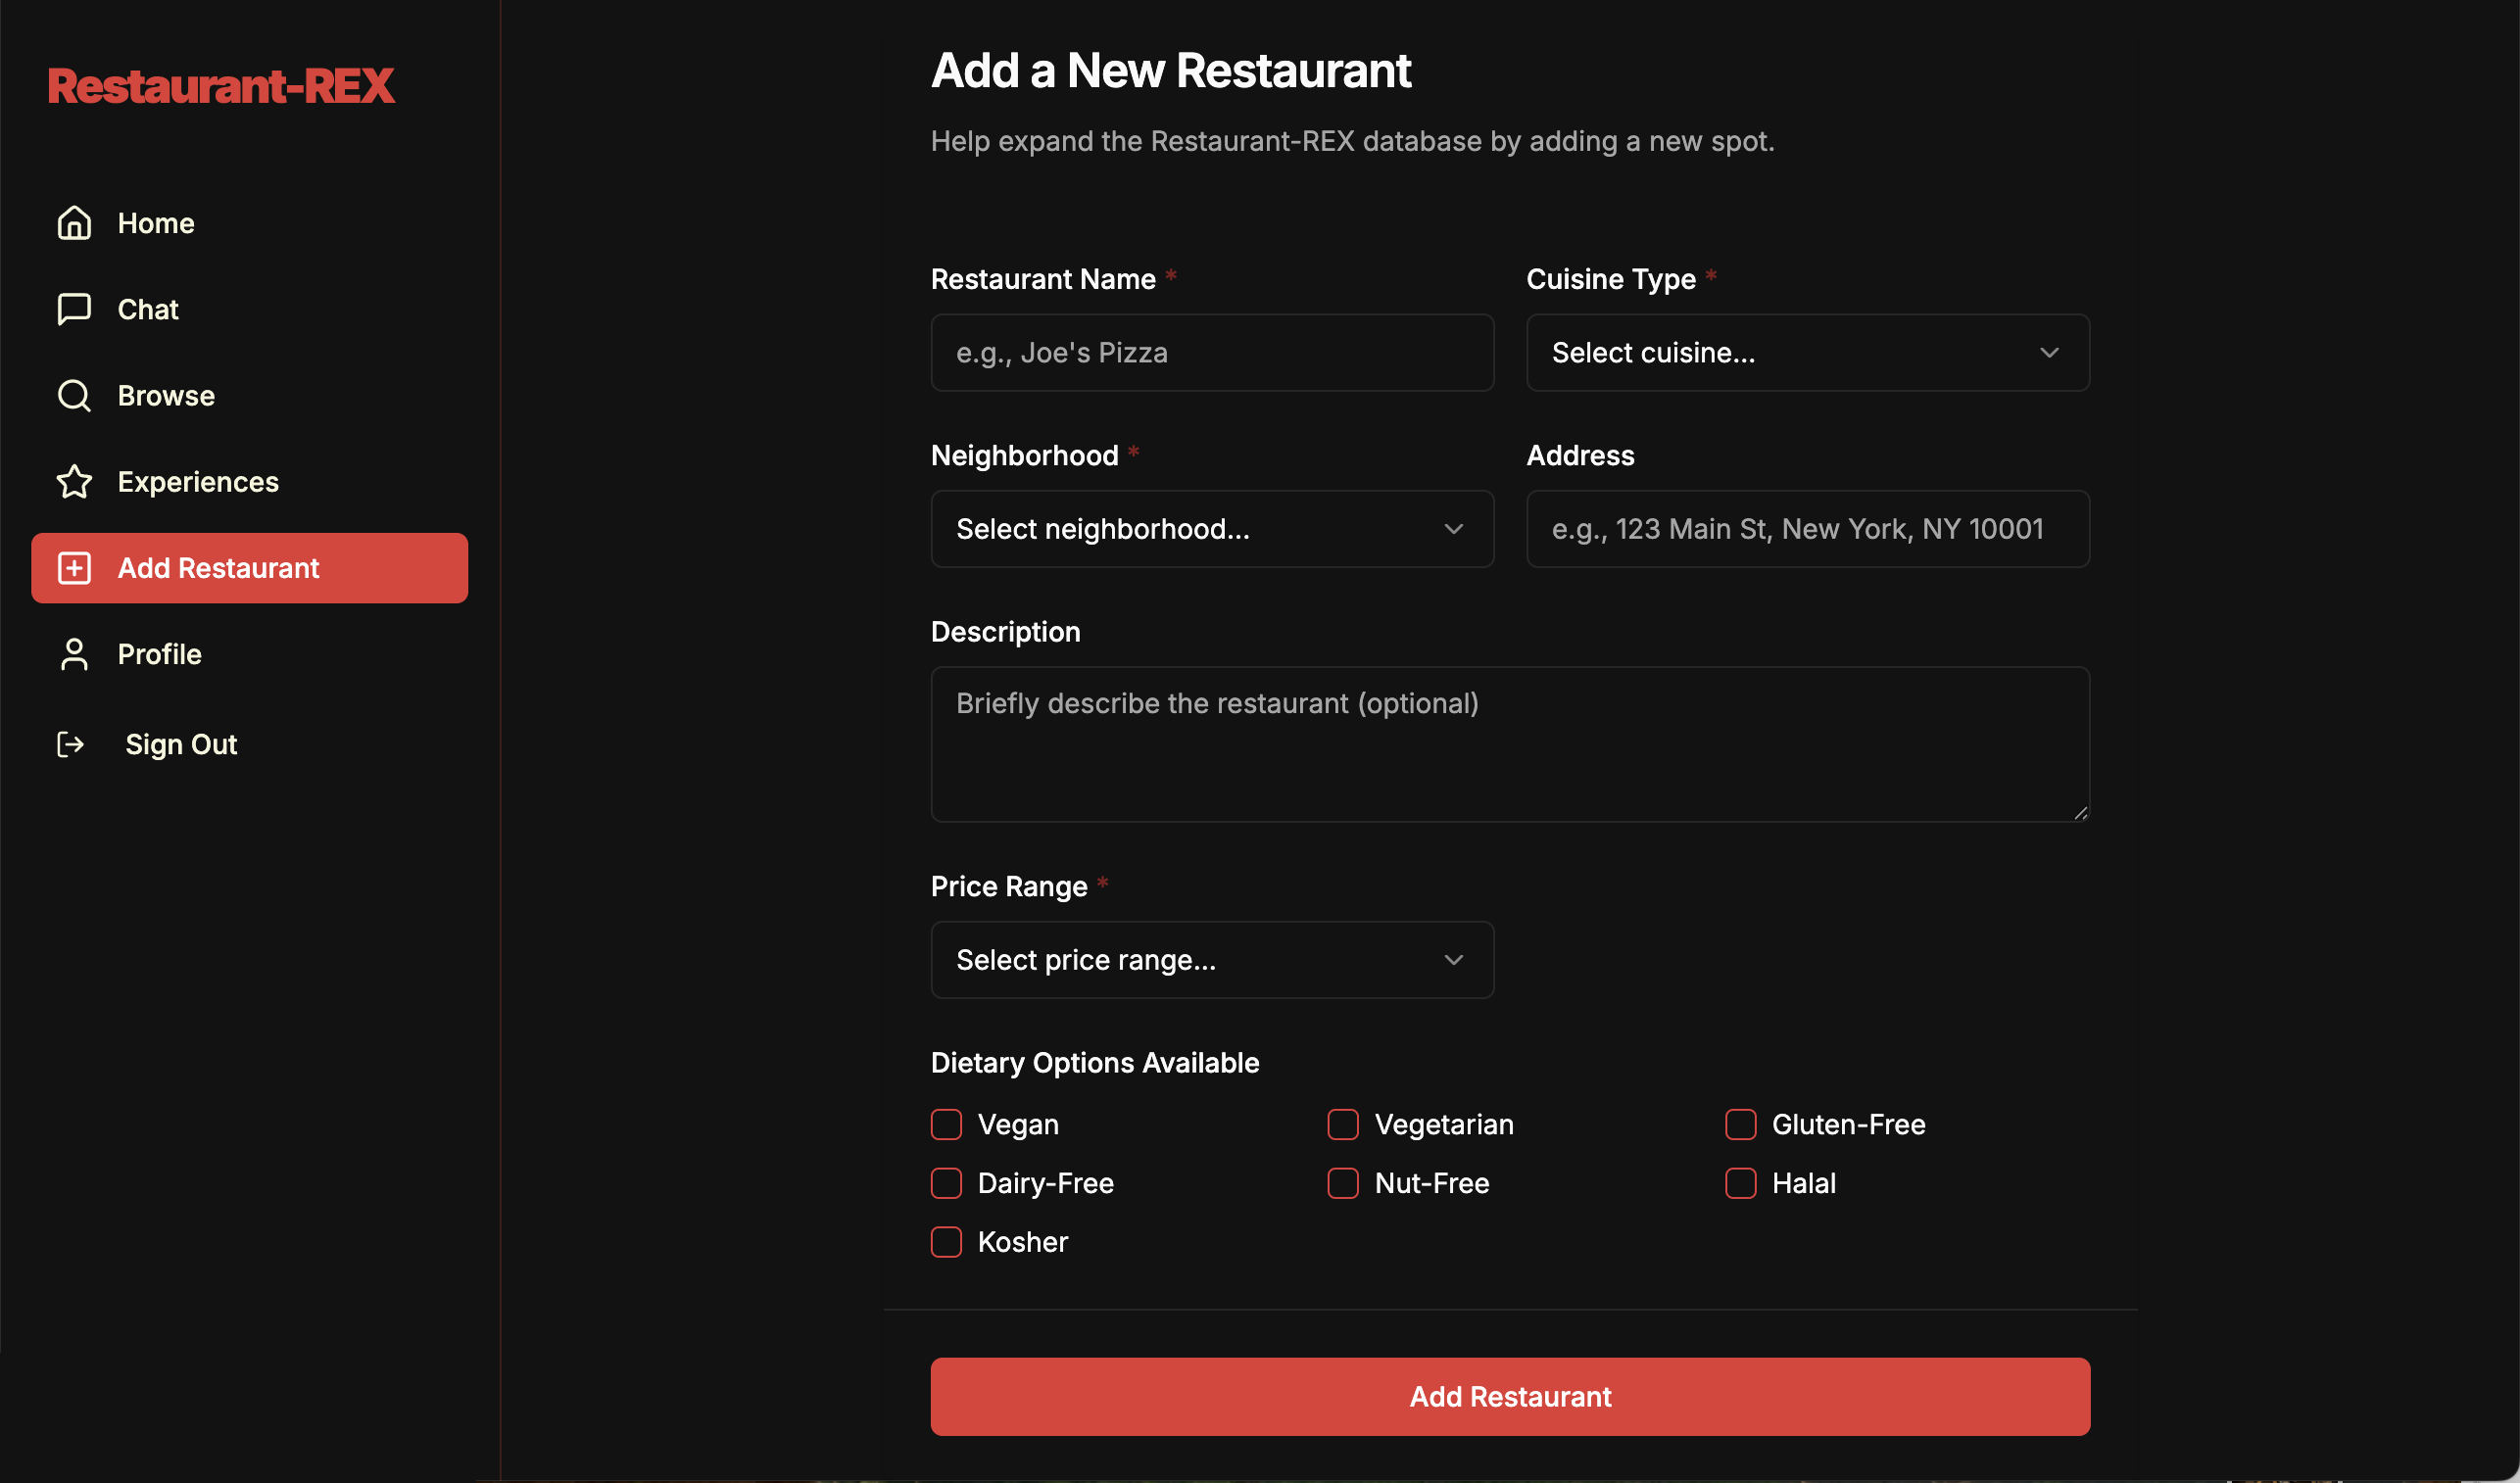 Restaurant-REX
Home
Chat
Browse
Experiences
Add Restaurant
Profile
Sign Out
Add a New Restaurant
Help expand the Restaurant-REX database by adding a new spot.
Restaurant Name *
e.g., Joe's Pizza
Cuisine Type *
Select cuisine...
Neighborhood *
Select neighborhood...
Address
e.g., 123 Main St, New York, NY 10001
Description
Briefly describe the restaurant (optional)
Price Range *
Select price range...
Dietary Options Available
Vegan
Vegetarian
Gluten-Free
Dairy-Free
Nut-Free
Halal
Kosher
Add Restaurant